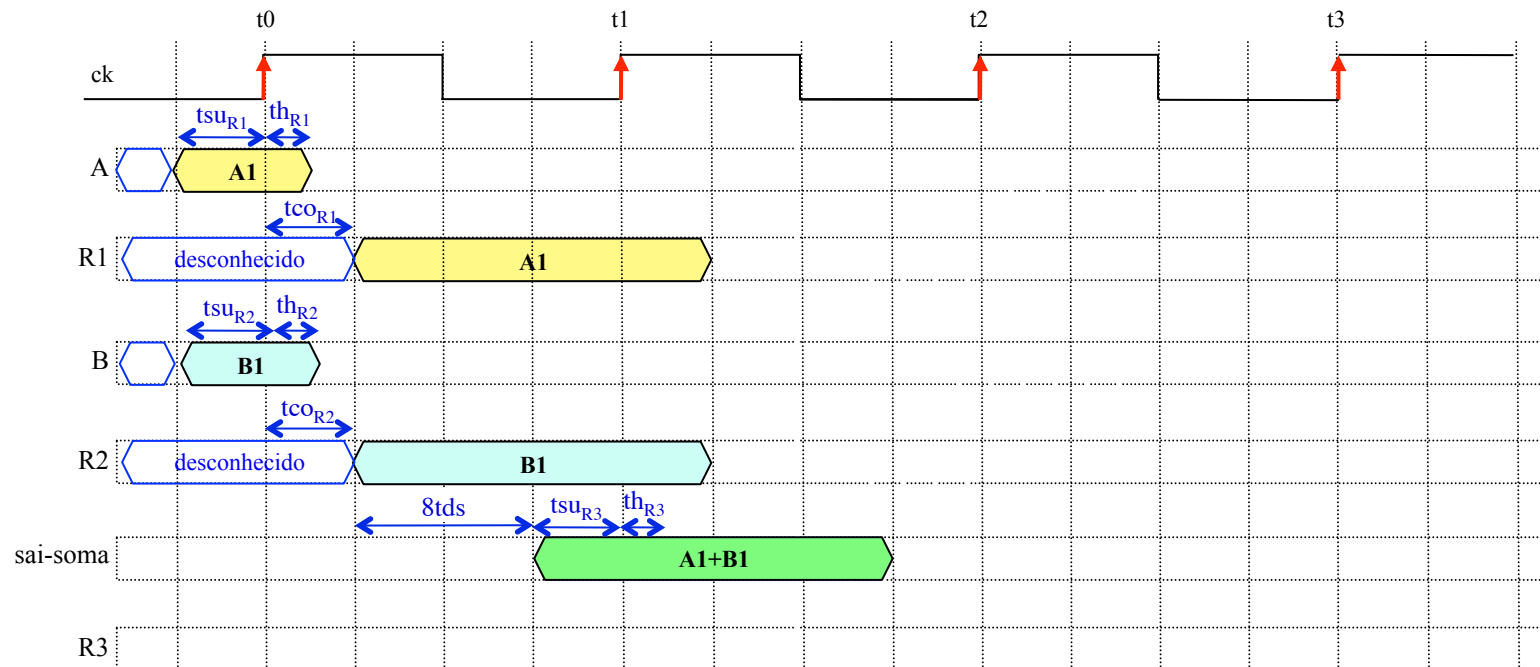 t0 t1 t2 t3
ck
tsuR1 thR1
A A1
tcoR1
R1 desconhecido A1
tsuR2 thR2
B B1
tcoR2
R2 desconhecido B1
8tds tsuR3 thR3
sai-soma A1+B1
R3